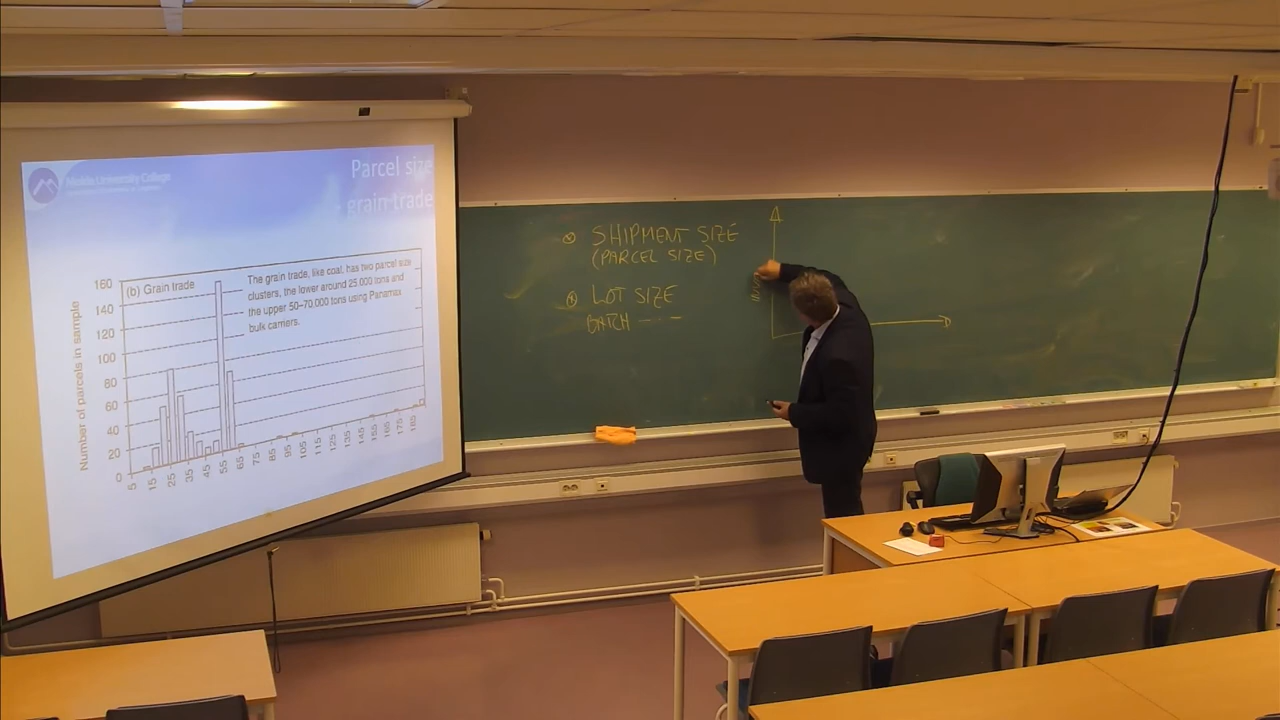 Parcel size
grain trade
Molde University College
(b) Grain trade
The grain trade, like coal, has two parcel size
clusters, the lower around 25,000 tons and
the upper 50–70,000 tons using Panamax
bulk carriers.
Number of parcels in sample
160
140
120
100
80
60
40
20
0
5 15 25 35 45 55 65 75 85 95 105 115 125 135 145 155 165 175 185
SHIPMENT SIZE
(PARCEL SIZE)
LOT SIZE
BATCH